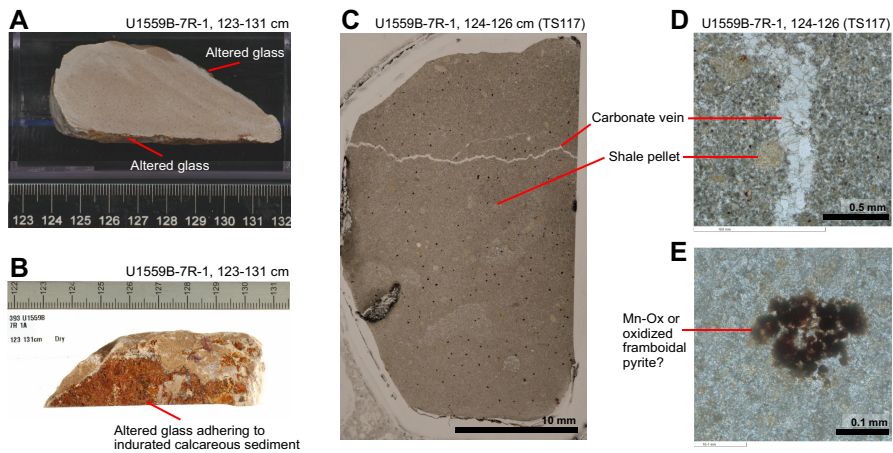 A
U1559B-7R-1, 123-131 cm
Altered glass
Altered glass
123 124 125 126 127 128 129 130 131 132
B
U1559B-7R-1, 123-131 cm
122 123 124 125 126 127 128 129 130 131
393 U1559B
7R 1A
123 131cm Dry
Altered glass adhering to
indurated calcareous sediment
C
U1559B-7R-1, 124-126 cm (TS117)
Carbonate vein
Shale pellet
10 mm
D
U1559B-7R-1, 124-126 (TS117)
0.5 mm
E
Mn-Ox or
oxidized
framboidal
pyrite?
0.1 mm